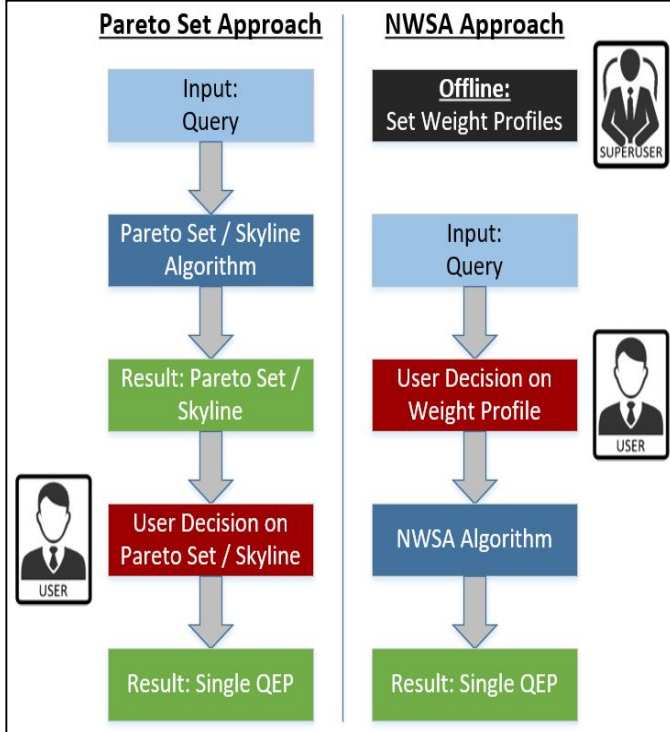 Pareto Set Approach
Input:
Query
Pareto Set / Skyline
Algorithm
Result: Pareto Set /
Skyline
User Decision on
Pareto Set / Skyline
USER
Result: Single QEP
NWSA Approach
Offline:
Set Weight Profiles
SUPERUSER
Input:
Query
User Decision on
Weight Profile
USER
NWSA Algorithm
Result: Single QEP